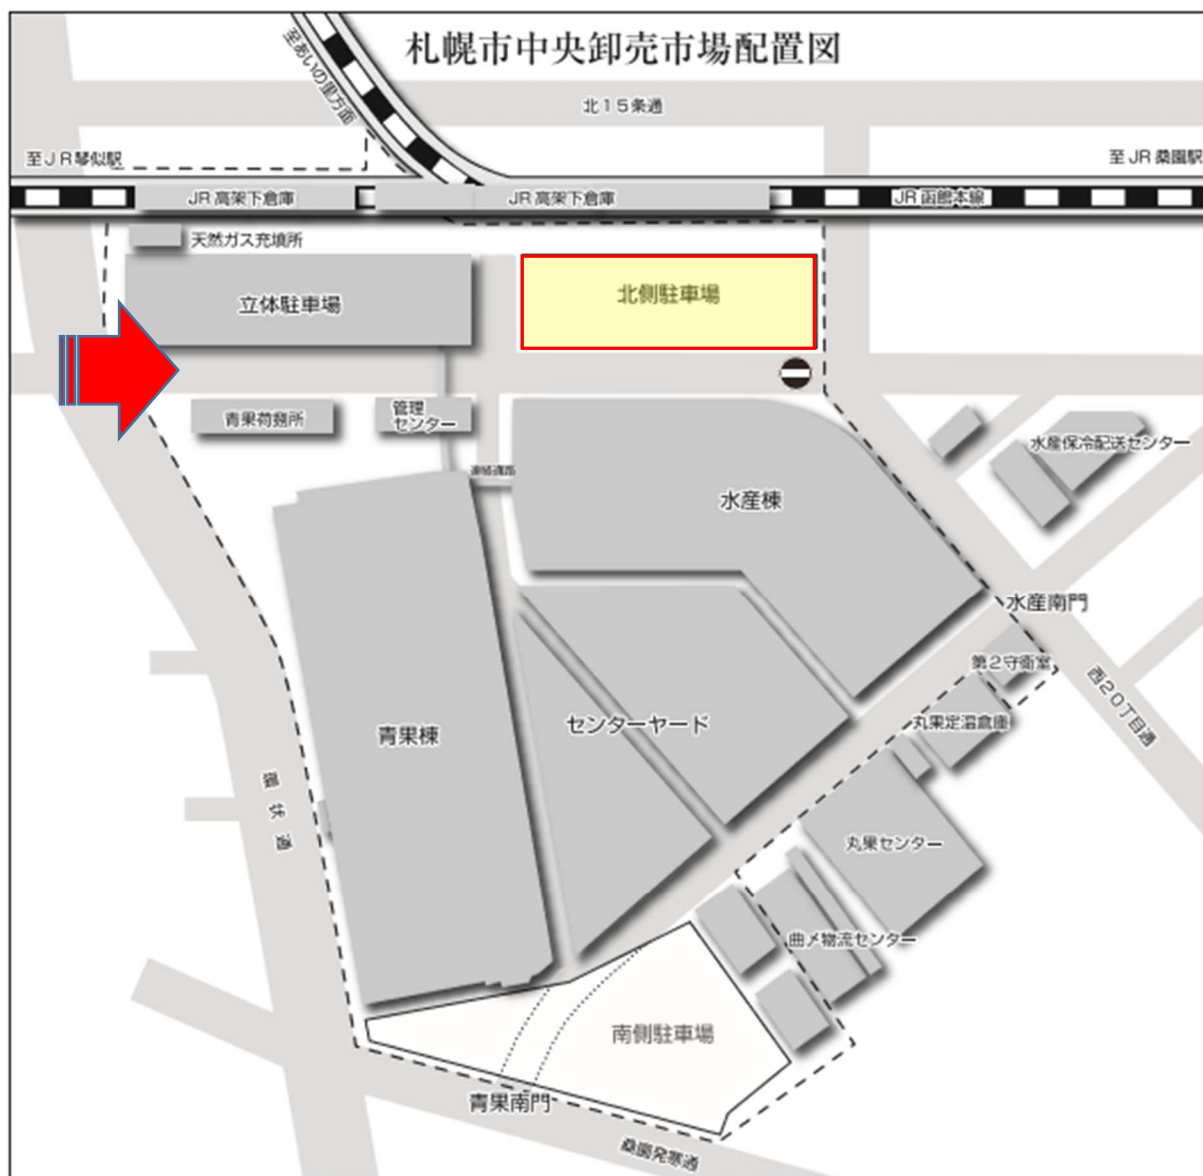 札幌市中央卸売市場配置図
至あいの里方面
北15条通
至JR琴似駅
至JR桑園駅
JR高架下倉庫
JR高架下倉庫
JR函館本線
天然ガス充填所
立体駐車場
北側駐車場
青果荷捌所
管理
センター
連絡通路
水産棟
水産保冷配送センター
水産南門
第2守衛室
西20丁目通
丸果定温倉庫
青果棟
センターヤード
環状通
丸果センター
曲メ物流センター
南側駐車場
青果南門
桑園発寒通